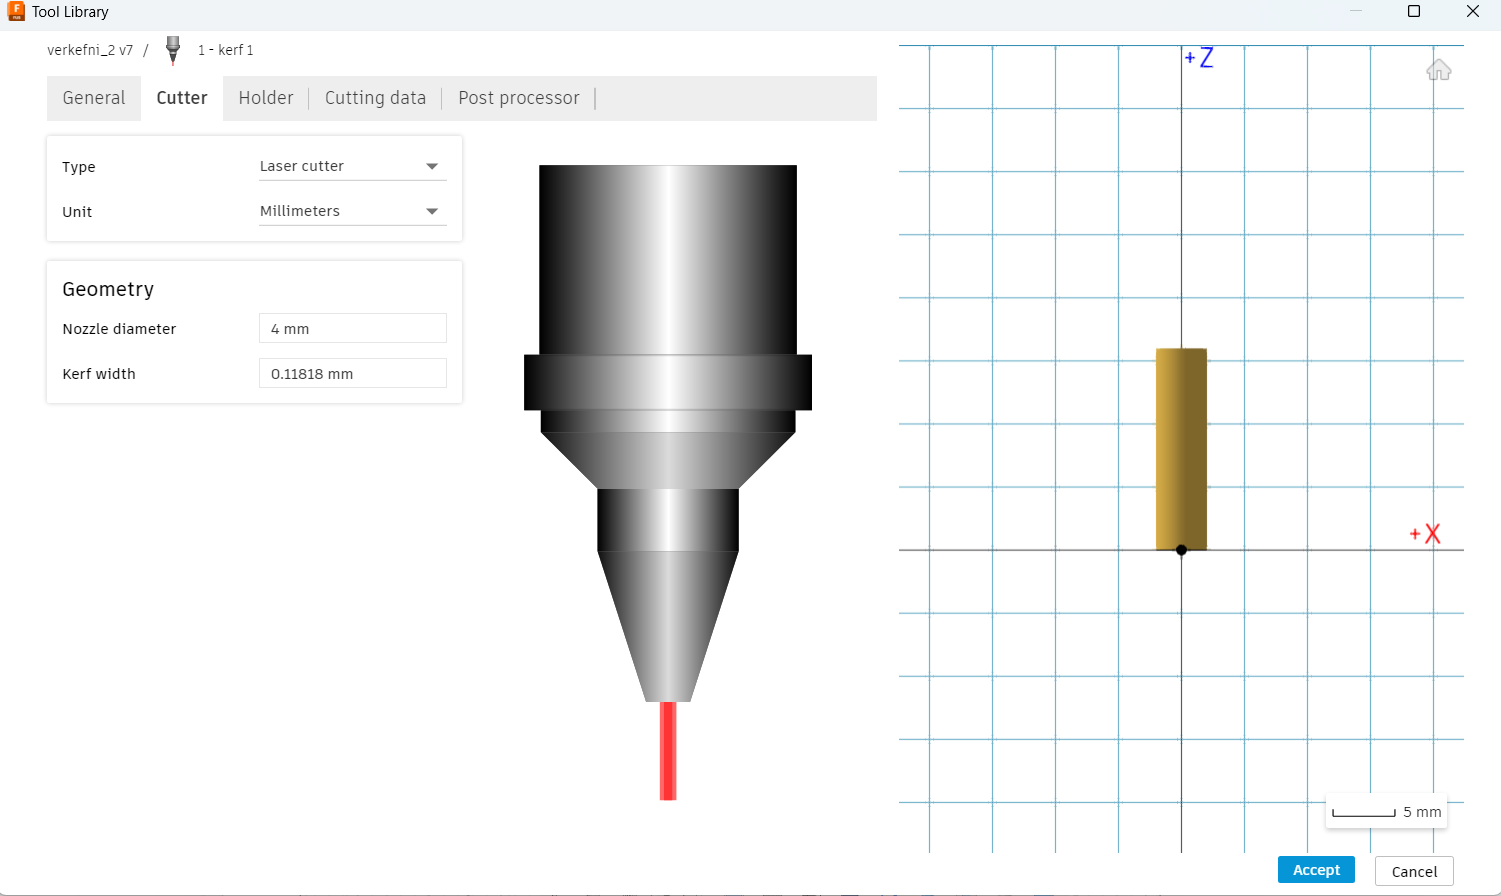 Tool Library
verkefni_2 v7 / 1 - kerf 1
General Cutter Holder Cutting data Post processor
Type Laser cutter
Unit Millimeters
Geometry
Nozzle diameter 4 mm
Kerf width 0.11818 mm
+Z
+X
5 mm
Accept Cancel